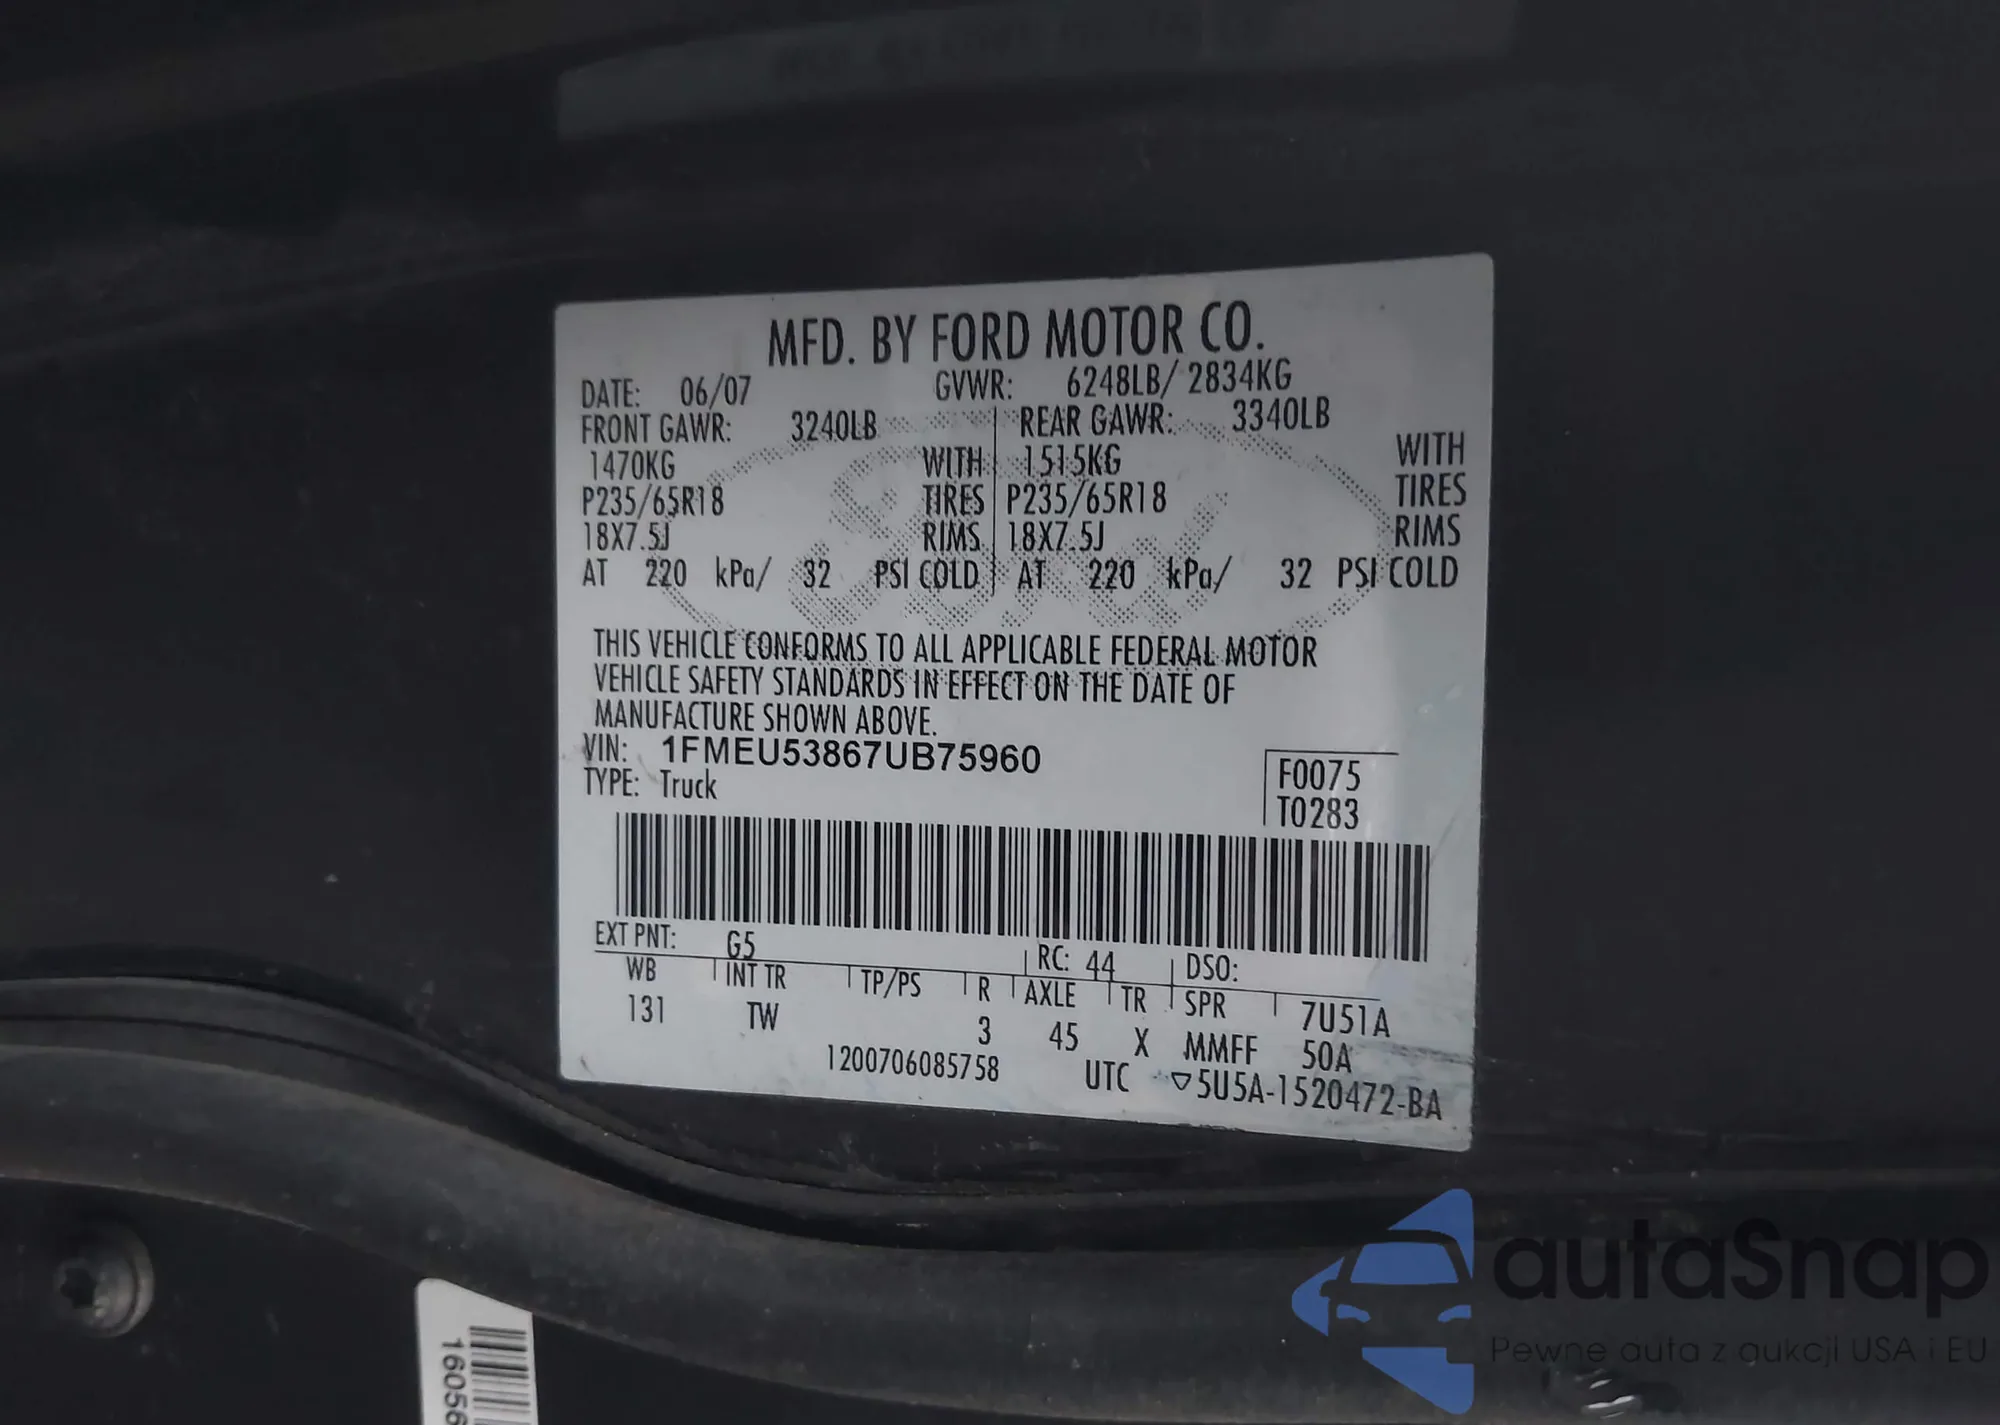 MFD. BY FORD MOTOR CO.
DATE: 06/07 GVWR: 6248LB/ 2834KG
FRONT GAWR: 3240LB REAR GAWR: 3340LB
1470KG WITH 1515KG WITH
P235/65R18 TIRES P235/65R18 TIRES
18X7.5J RIMS 18X7.5J RIMS
AT 220 kPa/ 32 PSI COLD AT 220 kPa/ 32 PSI COLD
THIS VEHICLE CONFORMS TO ALL APPLICABLE FEDERAL MOTOR
VEHICLE SAFETY STANDARDS IN EFFECT ON THE DATE OF
MANUFACTURE SHOWN ABOVE.
VIN: 1FMEU53867UB75960
TYPE: Truck
F0075
T0283
EXT PNT: G5 RC: 44 DSO:
WB INT TR TP/PS R AXLE TR SPR 7U51A
131 TW 3 45 X MMFF 50A
1200706085758 UTC ▽5U5A-1520472-BA
16056
autaSnap
Pewne auta z aukcji USA i EU